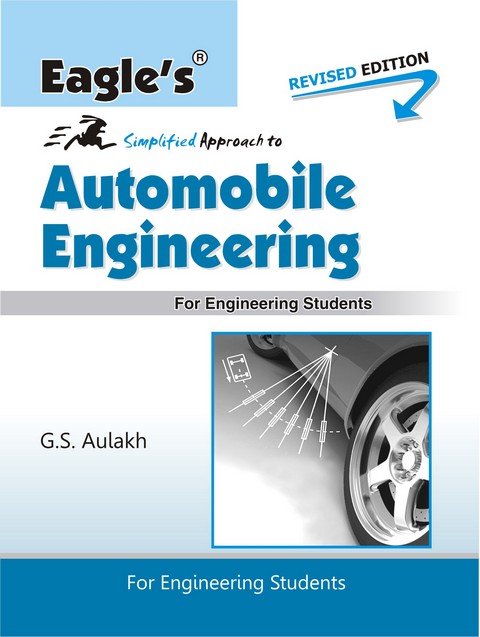 Eagle's®
REVISED EDITION
Simplified Approach to
Automobile
Engineering
For Engineering Students
G.S. Aulakh
For Engineering Students